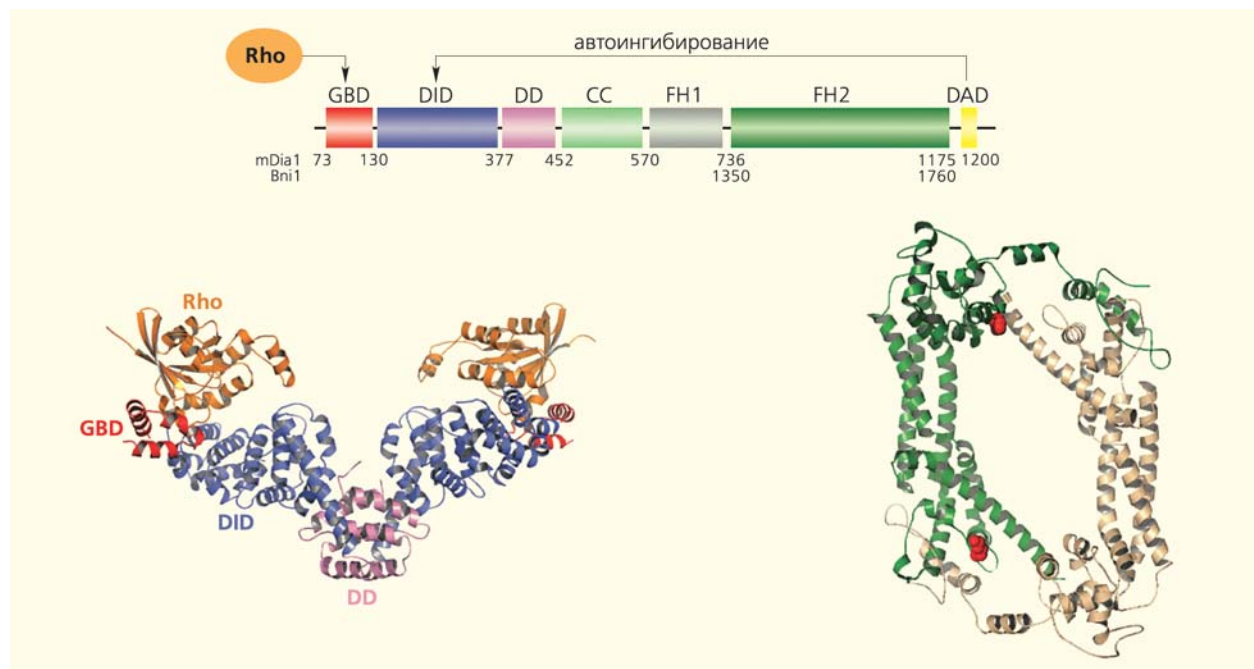 автоингибирование
Rho
GBD DID DD CC FH1 FH2 DAD
mDia1 73 130 377 452 570 736 1175 1200
Bni1 1350 1760
Rho
GBD
DID
DD